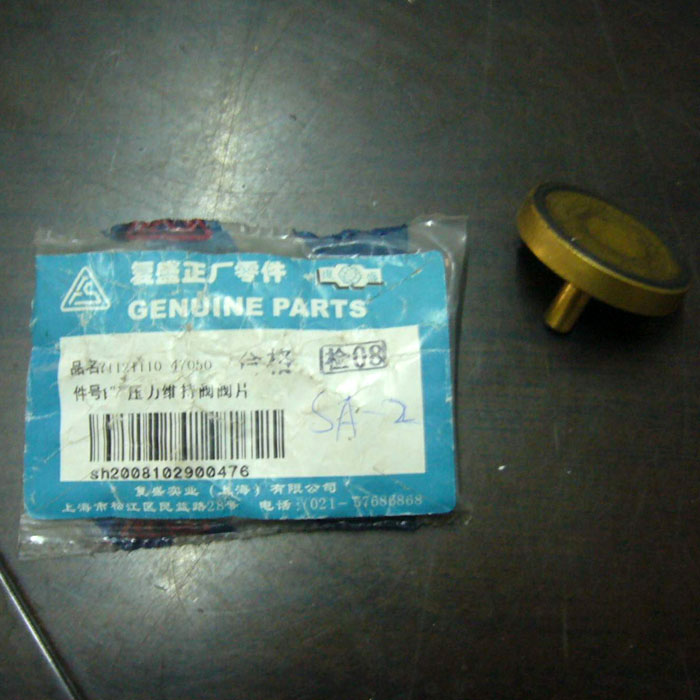 复盛正厂零件
GENUINE PARTS
品名 47050
合格
检08
件号1" 压力维持阀阀片
SA-2
sh2008102900476
复盛实业(上海)有限公司
上海市松江区民益路28号 电话:(021-57686868